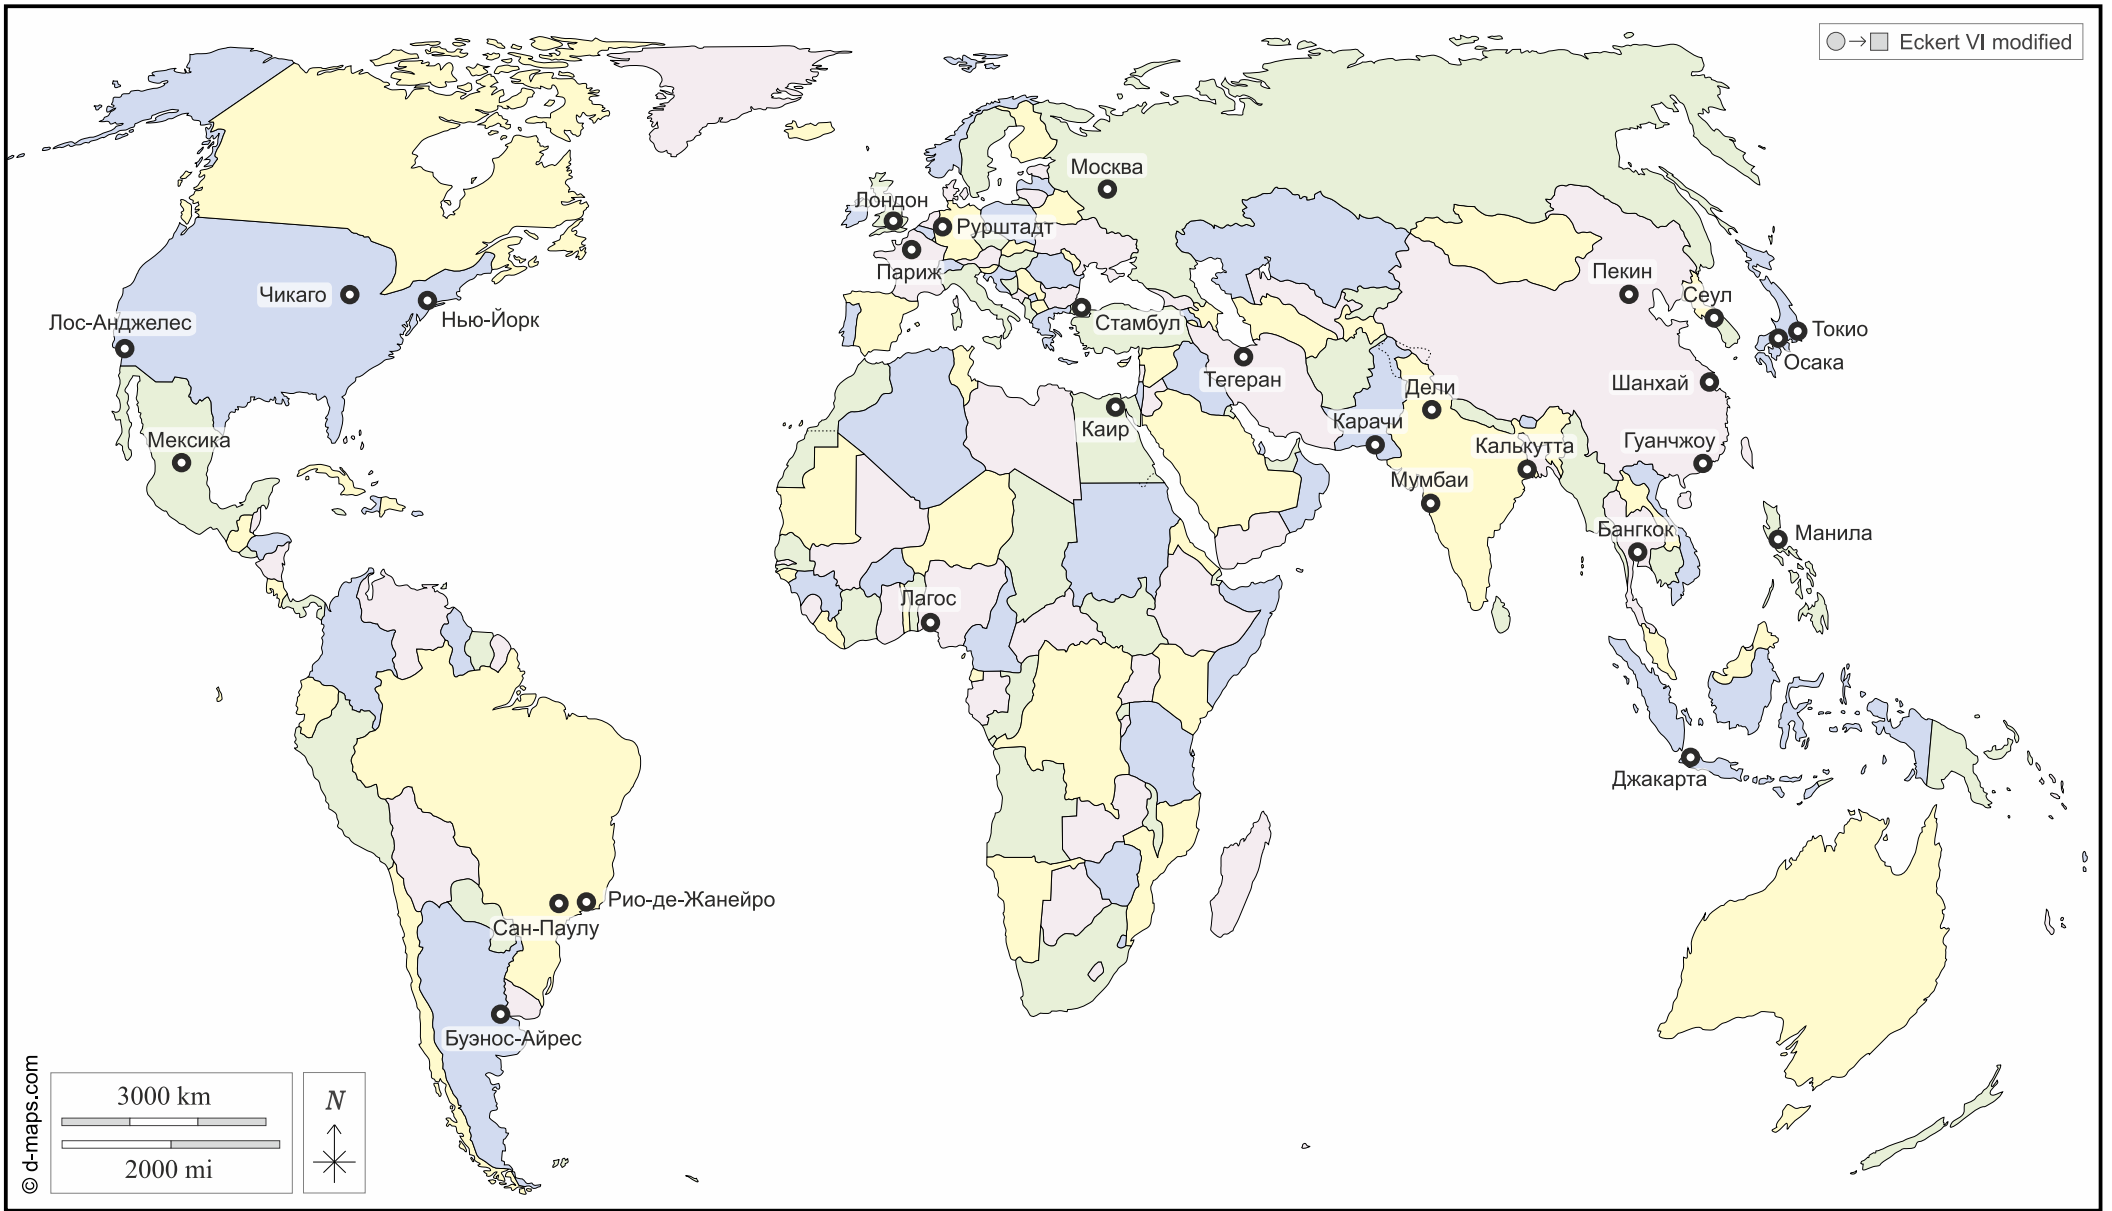 Eckert VI modified
Москва
Лондон
Рурштадт
Париж
Пекин
Чикаго
Сеул
Нью-Йорк
Лос-Анджелес
Стамбул
Токио
Осака
Тегеран
Шанхай
Дели
Карачи
Каир
Мексика
Гуанчжоу
Калькутта
Мумбаи
Бангкок
Манила
Лагос
Джакарта
Рио-де-Жанейро
Сан-Паулу
Буэнос-Айрес
3000 km
2000 mi
N
© d-maps.com